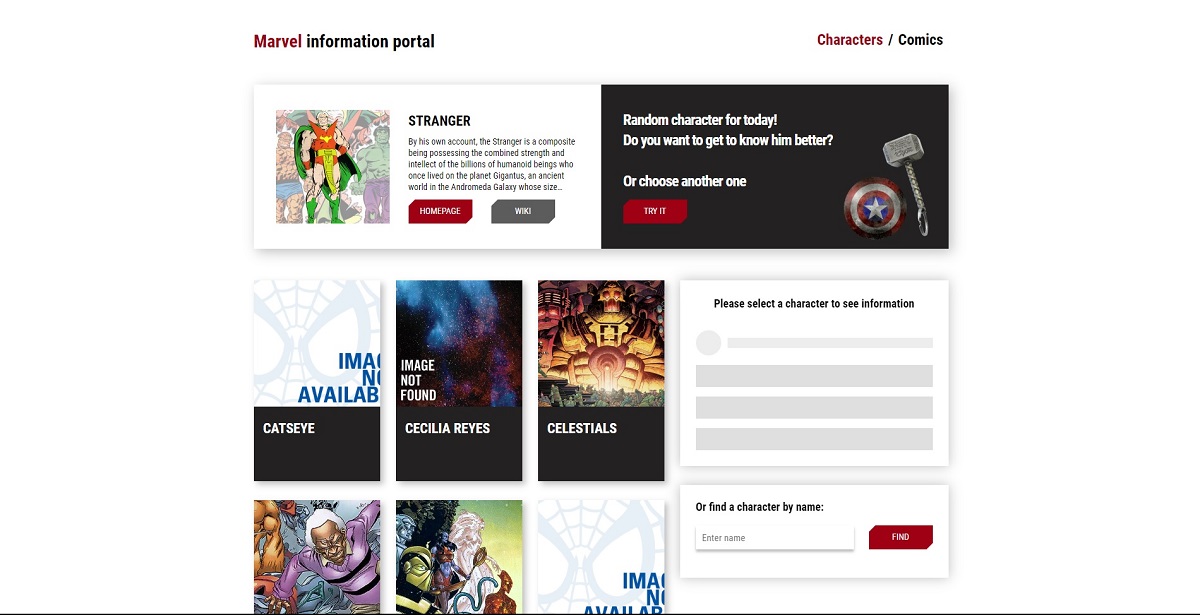 Marvel information portal
Characters / Comics
STRANGER
By his own account, the Stranger is a composite
being possessing the combined strength and
intellect of the billions of humanoid beings who
once lived on the planet Gigantus, an ancient
world in the Andromeda Galaxy whose size...
HOMEPAGE
WIKI
Random character for today!
Do you want to get to know him better?
Or choose another one
TRY IT
IMAG
NO
AVAILAB
CATSEYE
IMAGE
NOT
FOUND
CECILIA REYES
CELESTIALS
Please select a character to see information
Or find a character by name:
Enter name
FIND
IMAG
NO
AVAILAB